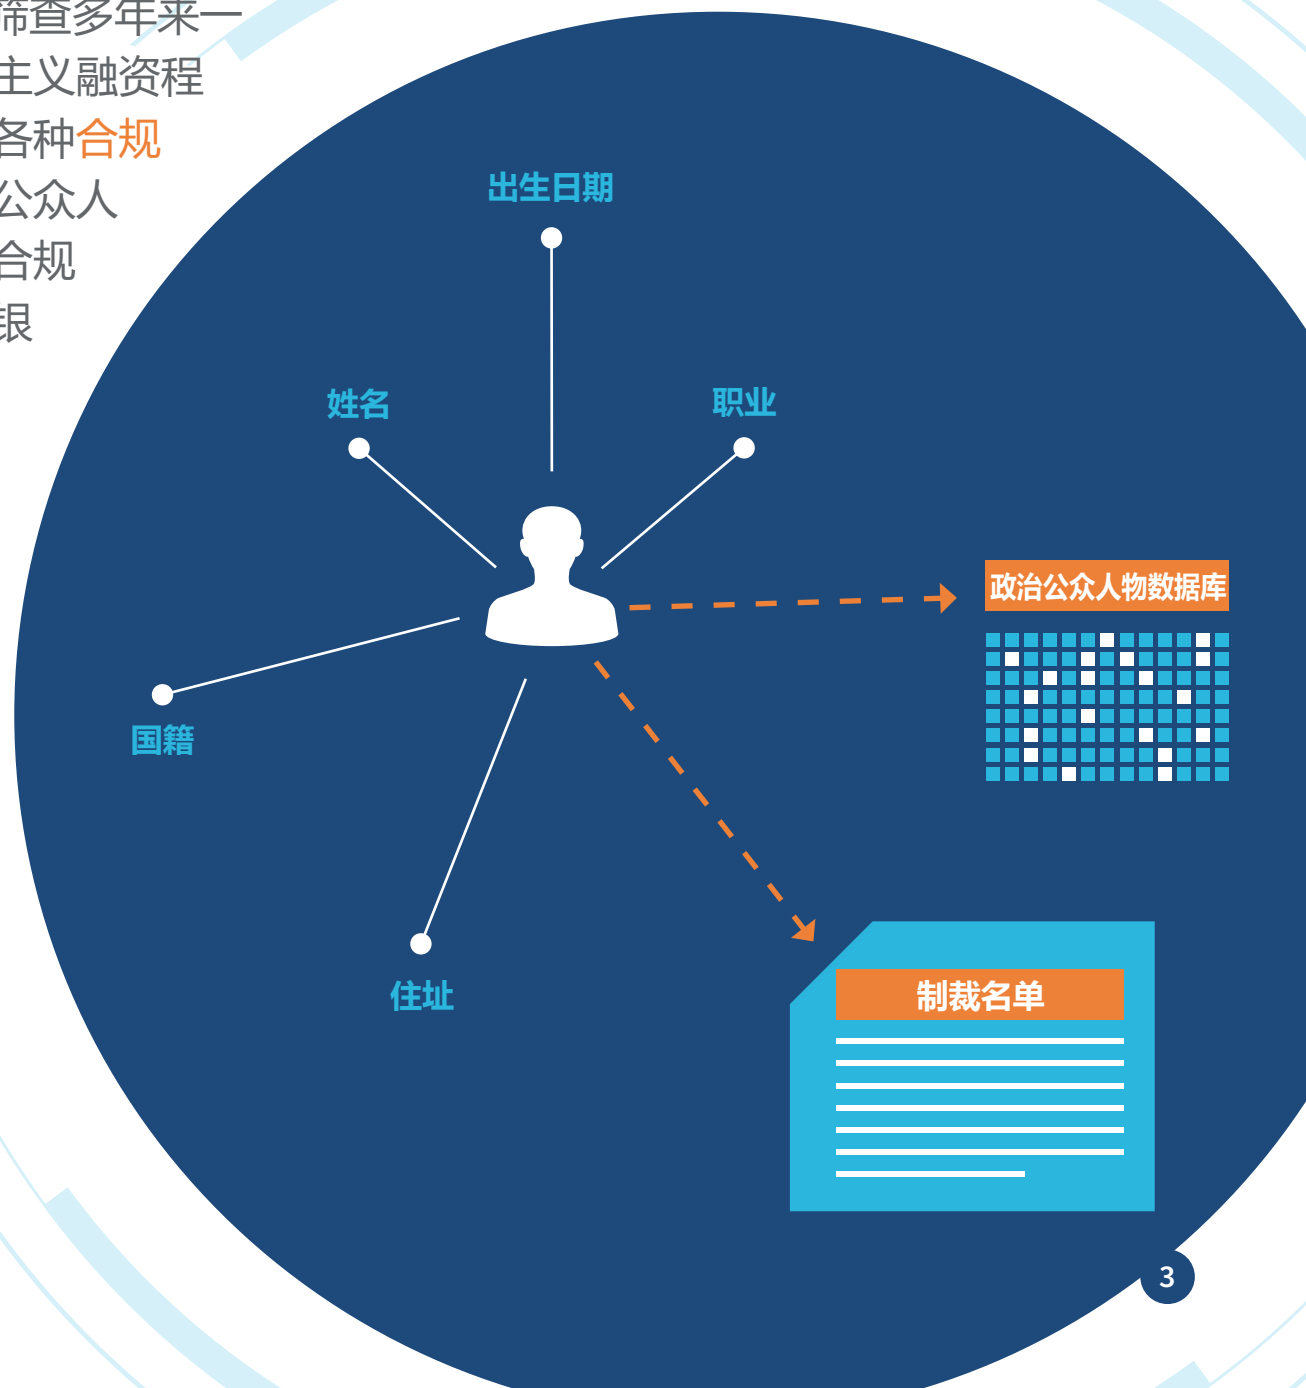 筛查多年来一
主义融资程
各种合规
公众人
合规
银
出生日期
姓名
职业
政治公众人物数据库
国籍
住址
制裁名单
3